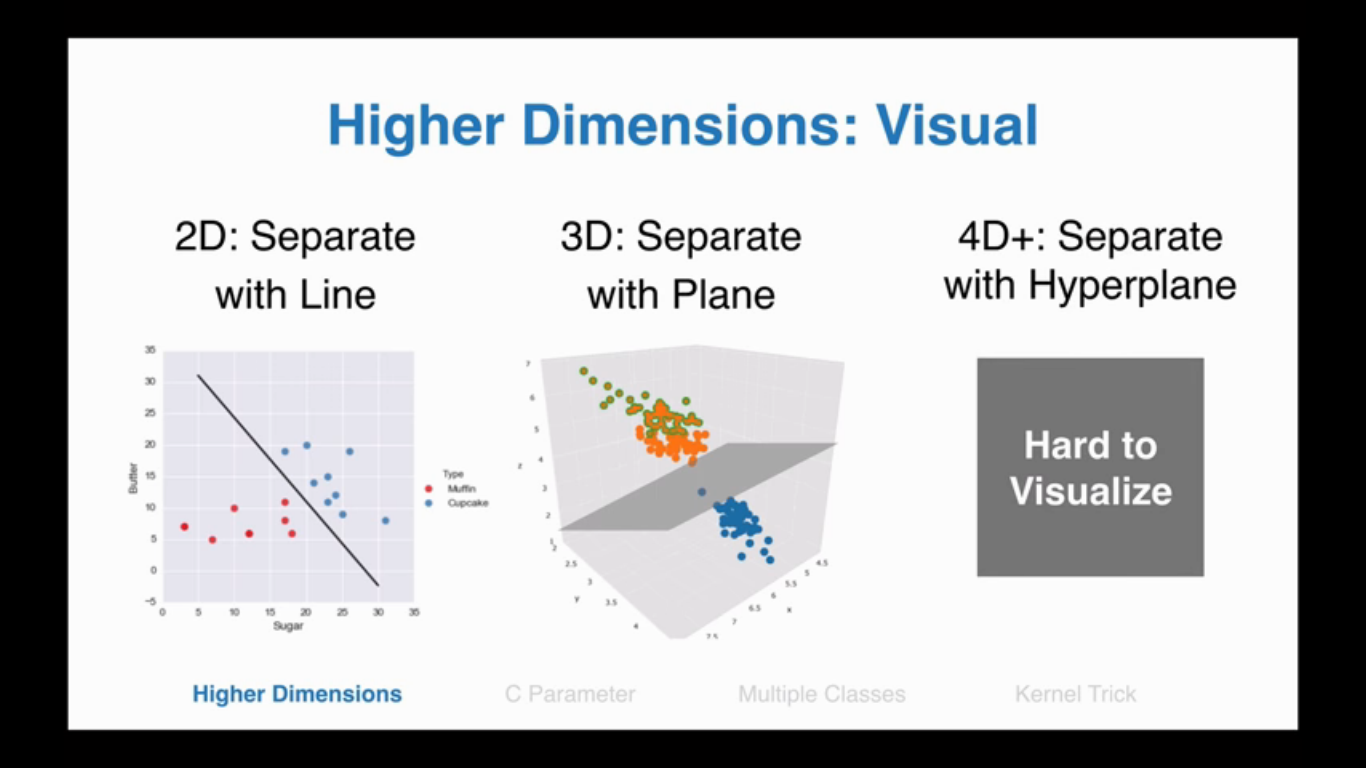 Higher Dimensions: Visual
2D: Separate
with Line
3D: Separate
with Plane
4D+: Separate
with Hyperplane
35
30
25
20
15
10
5
0
−5
Butter
0 5 10 15 20 25 30 35
Sugar
Type
Muffin
Cupcake
7
6
5
4
3
2
1
z
2
2.5
3
3.5
4
y
4.5
5
5.5
6
6.5
7
7.5
x
Hard to
Visualize
Higher Dimensions C Parameter Multiple Classes Kernel Trick